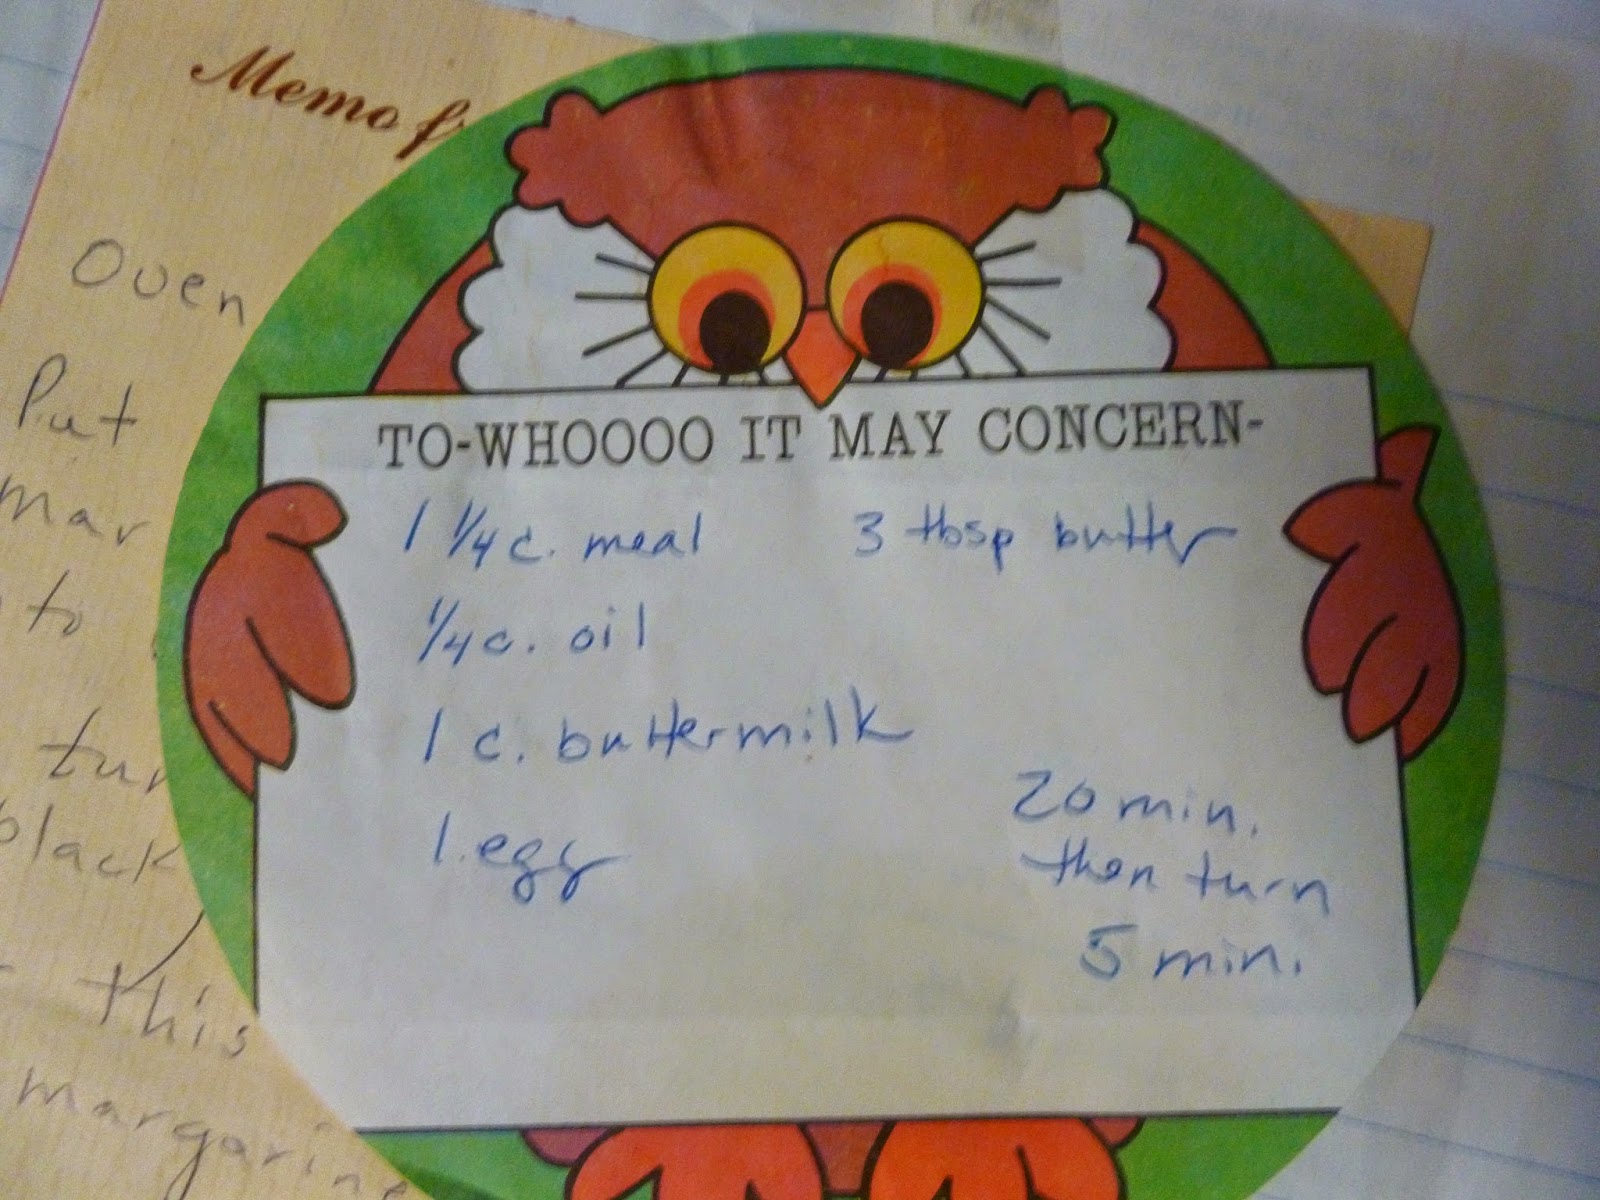 Memo
Oven
Put
mar
to
tur
black
this
margarine
TO-WHOOOO IT MAY CONCERN-
1 1/4 c. meal
3 tbsp butter
1/4 c. oil
1 c. buttermilk
1 egg
20 min.
then turn
5 min.